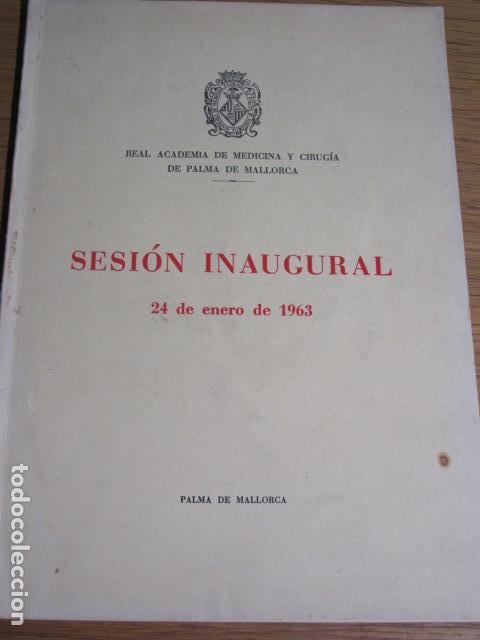 REAL ACADEMIA DE MEDICINA Y CIRUGÍA
DE PALMA DE MALLORCA
SESIÓN INAUGURAL
24 de enero de 1963
PALMA DE MALLORCA
todocoleccion